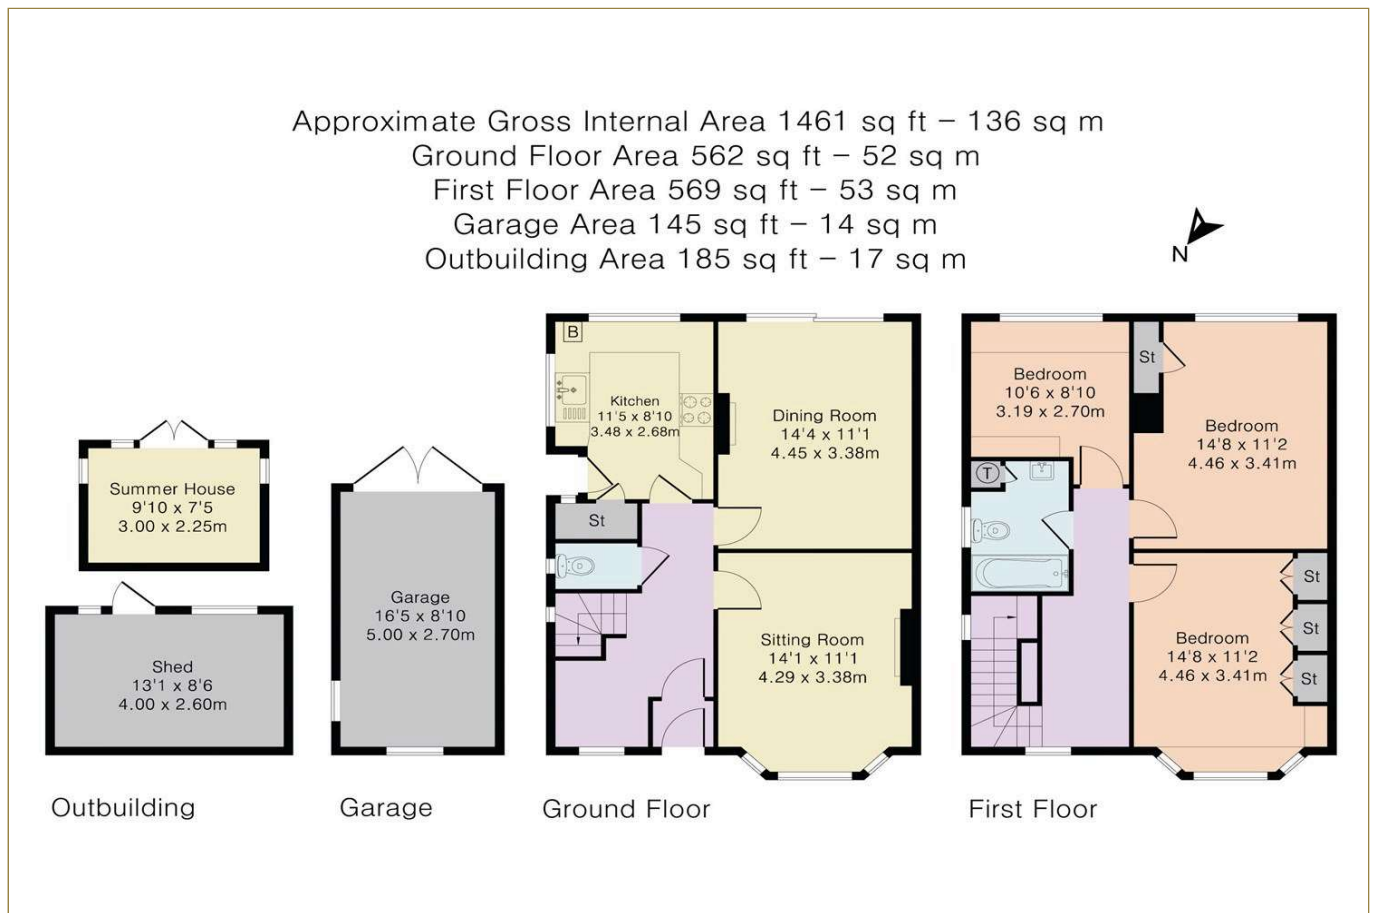 Approximate Gross Internal Area 1461 sq ft – 136 sq m
Ground Floor Area 562 sq ft – 52 sq m
First Floor Area 569 sq ft – 53 sq m
Garage Area 145 sq ft – 14 sq m
Outbuilding Area 185 sq ft – 17 sq m
N
Summer House
9'10 x 7'5
3.00 x 2.25m
Shed
13'1 x 8'6
4.00 x 2.60m
Outbuilding
Garage
16'5 x 8'10
5.00 x 2.70m
Garage
B
Kitchen
11'5 x 8'10
3.48 x 2.68m
Dining Room
14'4 x 11'1
4.45 x 3.38m
St
Sitting Room
14'1 x 11'1
4.29 x 3.38m
Ground Floor
Bedroom
10'6 x 8'10
3.19 x 2.70m
St
Bedroom
14'8 x 11'2
4.46 x 3.41m
T
Bedroom
14'8 x 11'2
4.46 x 3.41m
St
St
St
First Floor